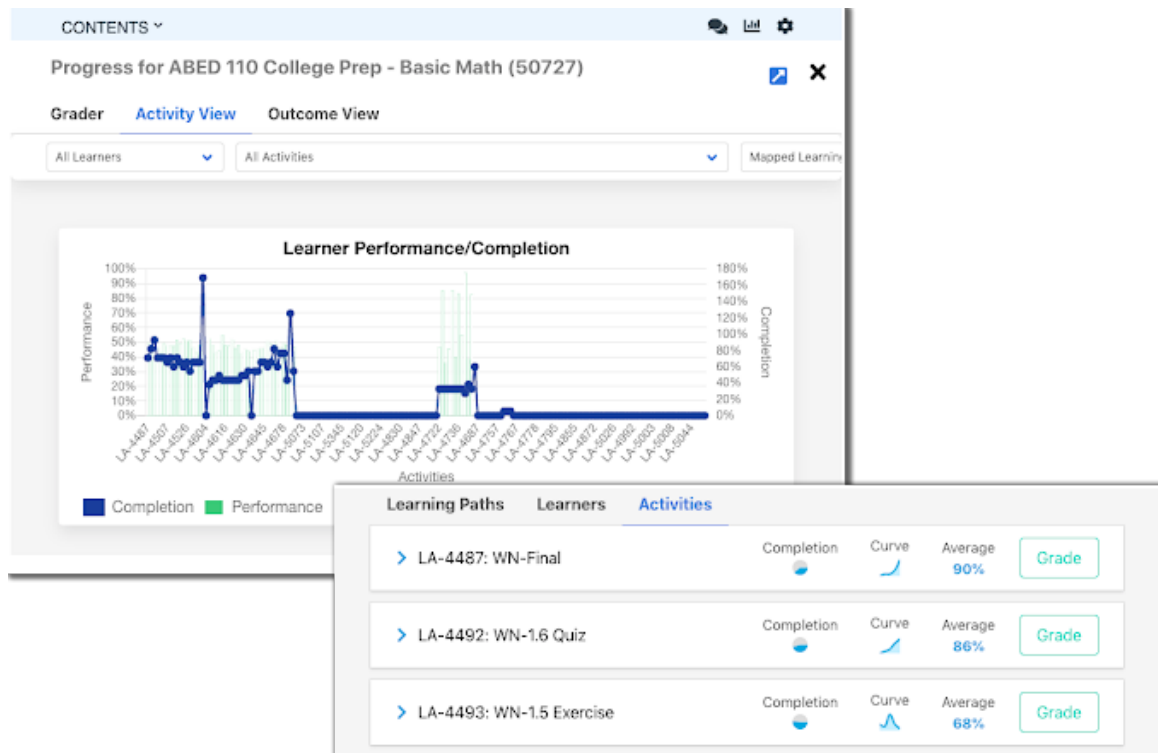 CONTENTS
Progress for ABED 110 College Prep - Basic Math (50727)
Grader Activity View Outcome View
All Learners All Activities Mapped Learning
Learner Performance/Completion
Performance
100%
90%
80%
70%
60%
50%
40%
30%
20%
10%
0%
180%
160%
140%
120%
100%
80%
60%
40%
20%
0%
Completion
LA-4487 LA-4507 LA-4526 LA-4604 LA-4616 LA-4630 LA-4645 LA-4678 LA-5073 LA-5107 LA-5345 LA-5120 LA-5224 LA-4830 LA-4847 LA-4722 LA-4736 LA-4687 LA-4757 LA-4767 LA-4778 LA-4795 LA-4855 LA-4872 LA-5026 LA-4992 LA-5003 LA-5008 LA-5044
Activities
Completion Performance
Learning Paths Learners Activities
LA-4487: WN-Final Completion Curve Average 90% Grade
LA-4492: WN-1.6 Quiz Completion Curve Average 86% Grade
LA-4493: WN-1.5 Exercise Completion Curve Average 68% Grade